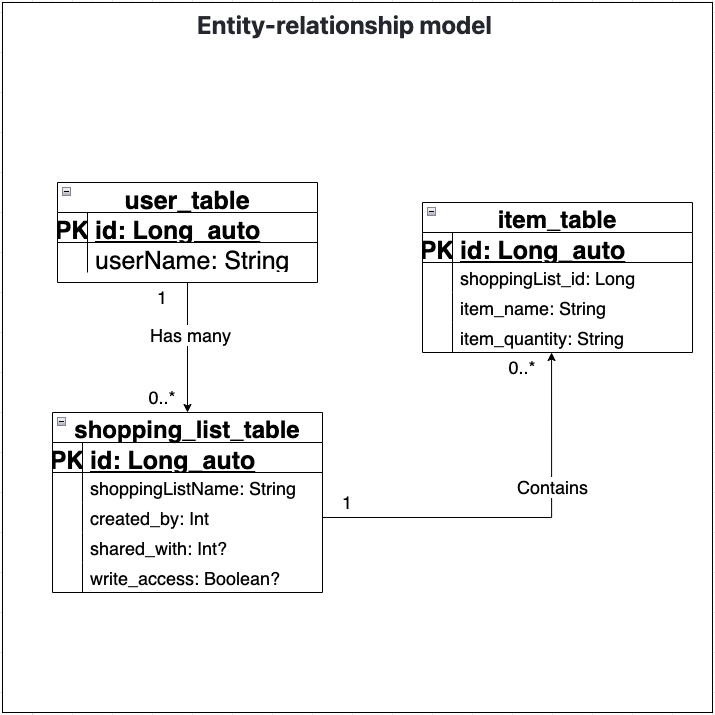 Entity-relationship model
user_table
PK id: Long_auto
userName: String
1
Has many
0..*
shopping_list_table
PK id: Long_auto
shoppingListName: String
created_by: Int
shared_with: Int?
write_access: Boolean?
1
Contains
0..*
item_table
PK id: Long_auto
shoppingList_id: Long
item_name: String
item_quantity: String